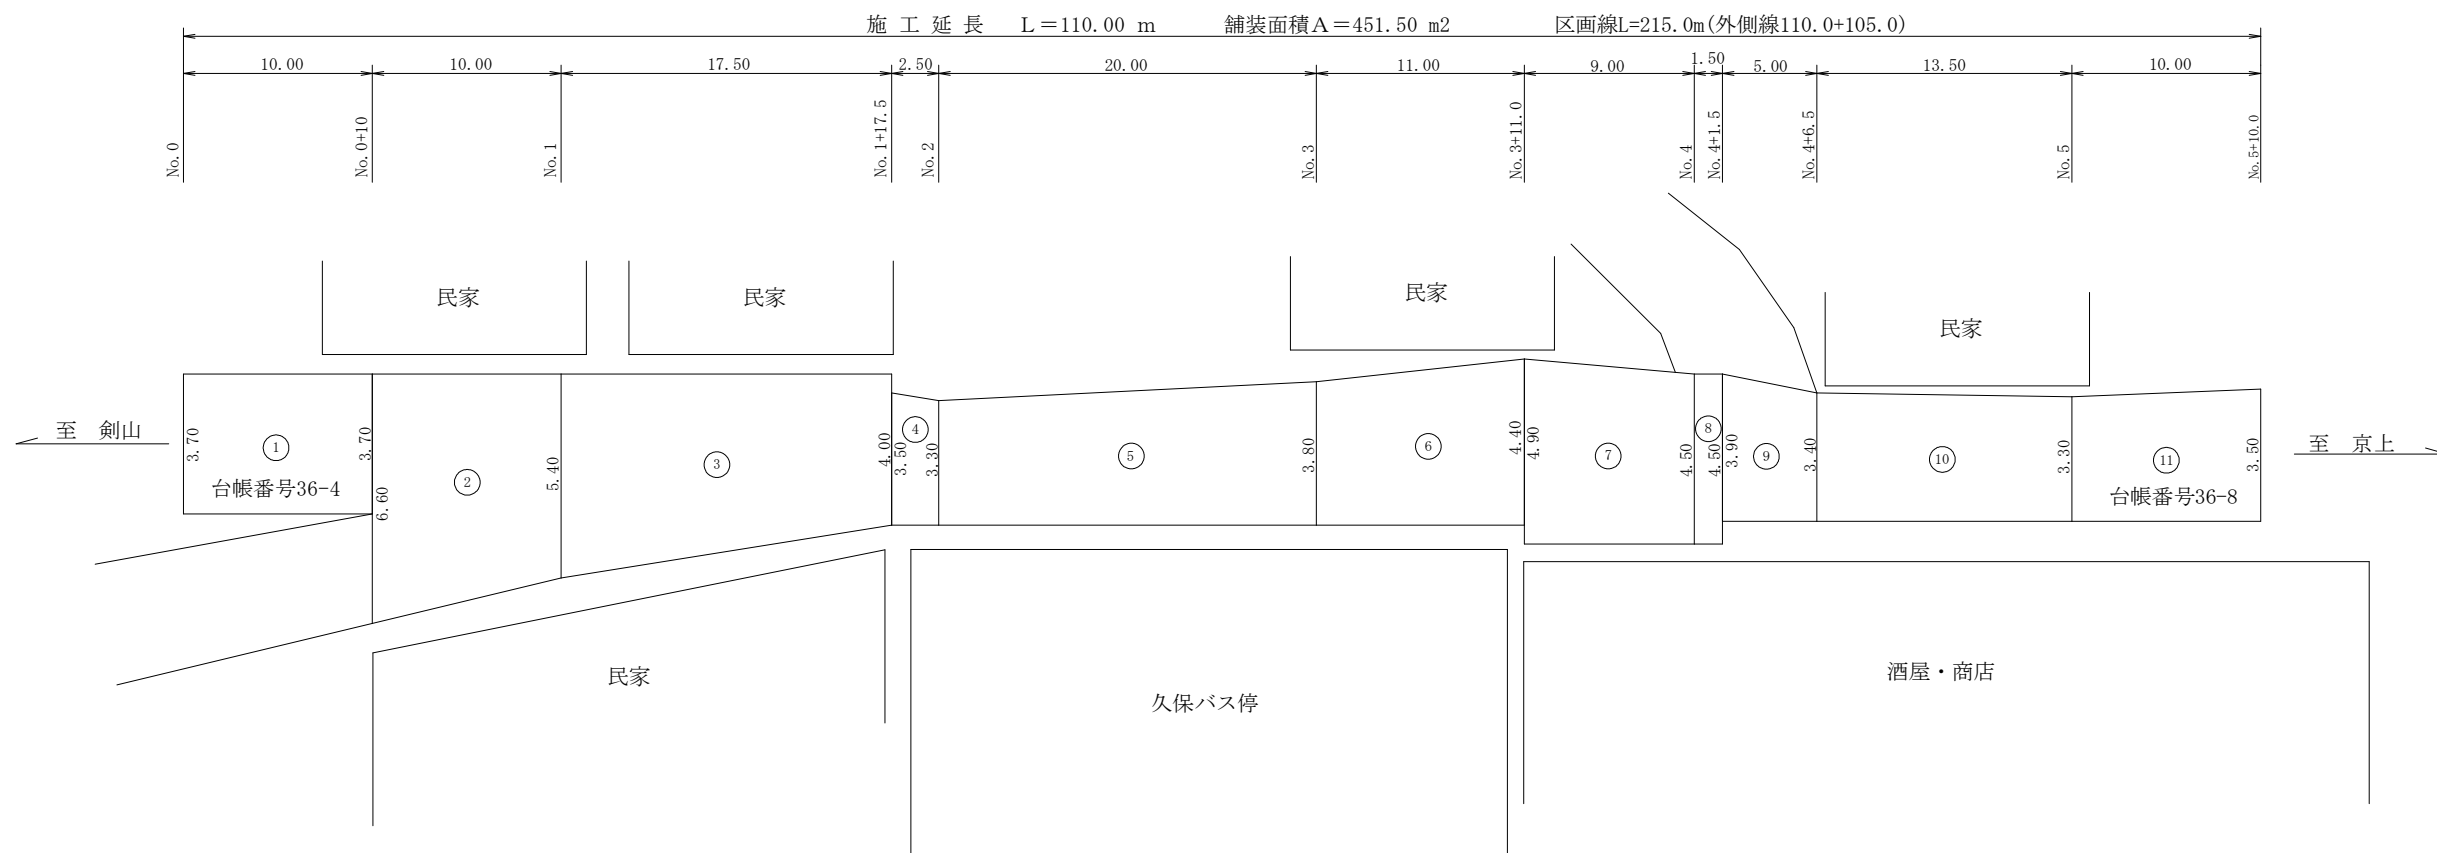 施 工 延 長 L＝110.00 m 舗装面積A＝451.50 m2 区画線L=215.0m(外側線110.0+105.0)
10.00 10.00 17.50 2.50 20.00 11.00 9.00 1.50 5.00 13.50 10.00
No.0 No.0+10 No.1 No.1+17.5 No.2 No.3 No.3+11.0 No.4 No.4+1.5 No.4+6.5 No.5 No.5+10.0
民家 民家 民家 民家
至 剣山
3.70 ① 3.70
台帳番号36-4
6.60 ② 5.40 ③ 4.00
3.50 ④ 3.30 ⑤ 3.80 ⑥ 4.40
4.90 ⑦ 4.50 ⑧ 4.50
3.90 ⑨ 3.40 ⑩ 3.30 ⑪ 3.50
台帳番号36-8
至 京上
民家
久保バス停
酒屋・商店